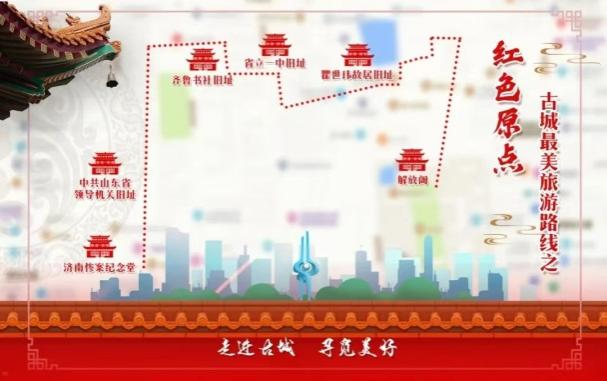 红色原点
古城最美旅游路线之
齐鲁书社旧址
省立一中旧址
瞿世玮故居旧址
中共山东省
领导机关旧址
解放阁
济南惨案纪念堂
走进古城 寻觅美好